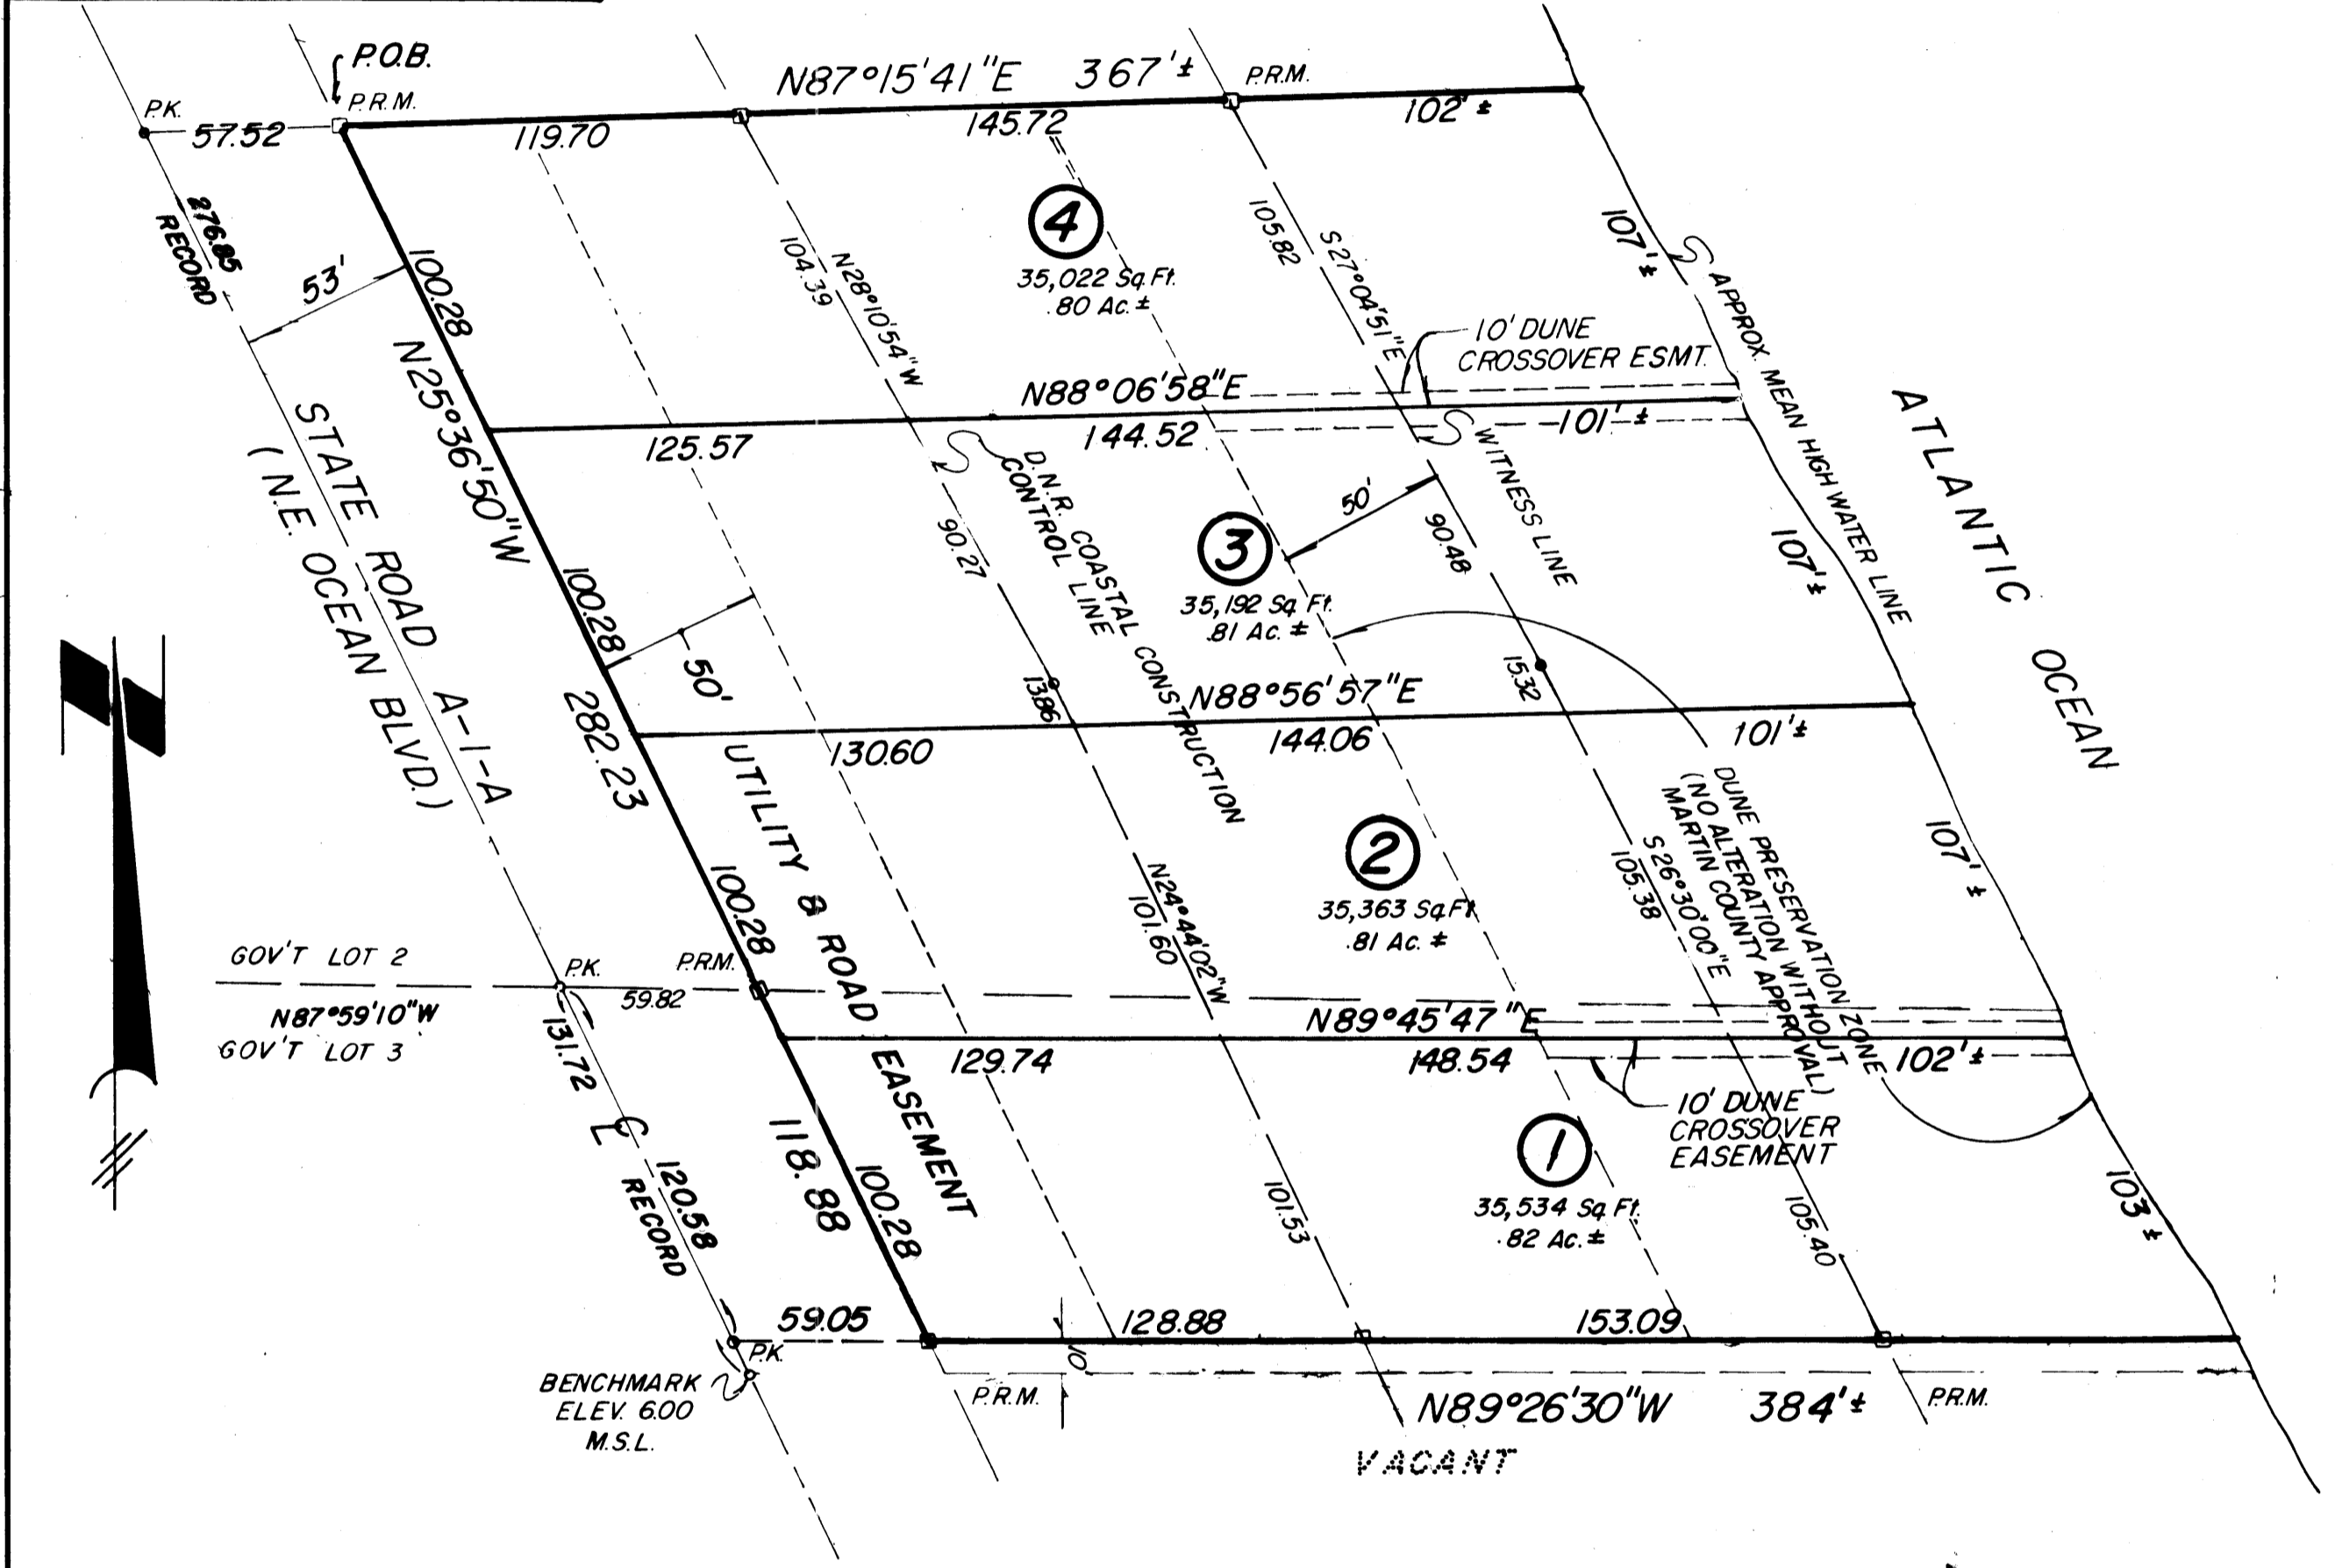 P.O.B.
P.R.M.
P.K.
57.52
N87°15'41"E 367'±
P.R.M.
119.70
145.72
102'±
276.85
RECORD
53'
100.28
N25°36'50"W
104.39
N28°10'54"W
4
35,022 Sq. Ft.
.80 Ac. ±
105.82
S27°04'51"E
107'±
APPROX. MEAN HIGH WATER LINE
10' DUNE
CROSSOVER ESMT.
N88°06'58"E
125.57
144.52
101'±
STATE ROAD A-1-A
(N.E. OCEAN BLVD.)
ATLANTIC OCEAN
D.N.R. COASTAL CONSTRUCTION
CONTROL LINE
WITNESS LINE
90.27
50'
90.48
3
35,192 Sq. Ft.
.81 Ac. ±
107'±
100.28
50'
282.23
13.86
15.32
N88°56'57"E
130.60
144.06
101'±
UTILITY & ROAD EASEMENT
2
35,363 Sq. Ft.
.81 Ac. ±
N24°44'02"W
101.60
S26°30'00"E
105.38
DUNE PRESERVATION ZONE
(NO ALTERATION WITHOUT
MARTIN COUNTY APPROVAL)
107'±
100.28
GOV'T LOT 2
P.K.
P.R.M.
59.82
N87°59'10"W
GOV'T LOT 3
N89°45'47"E
129.74
148.54
102'±
131.72
10' DUNE
CROSSOVER
EASEMENT
1
35,534 Sq. Ft.
.82 Ac. ±
℄
120.58
RECORD
118.88
100.28
101.53
105.40
103±
59.05
128.88
153.09
P.K.
10'
BENCHMARK
ELEV. 6.00
M.S.L.
P.R.M.
N89°26'30"W 384'±
P.R.M.
VACANT